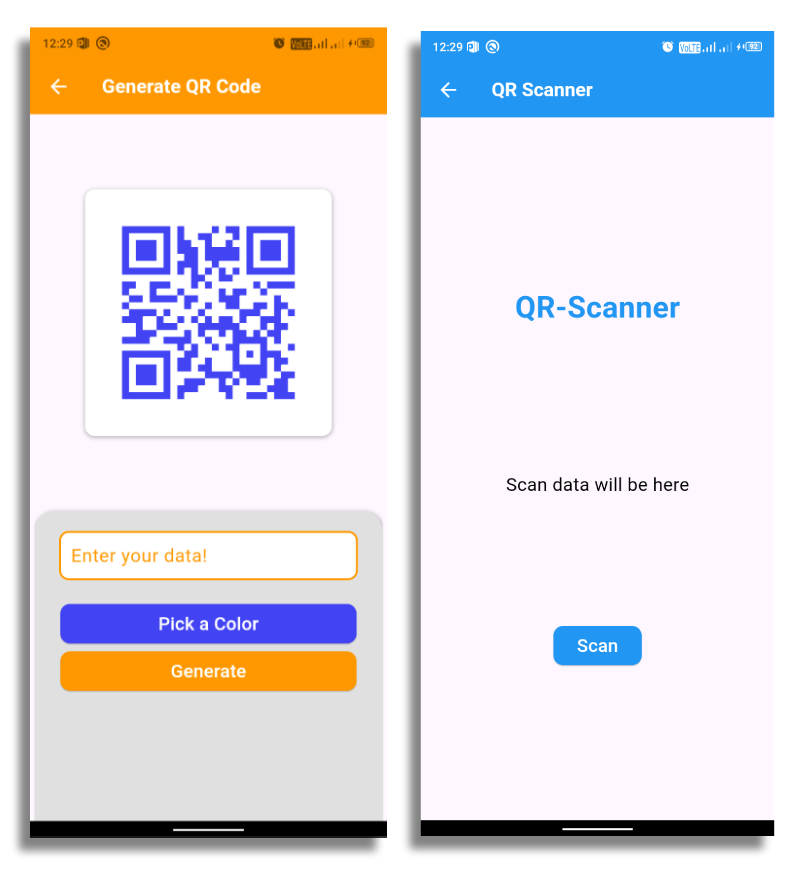 12:29
VoLTE
92
Generate QR Code
Enter your data!
Pick a Color
Generate
12:29
VoLTE
92
QR Scanner
QR-Scanner
Scan data will be here
Scan